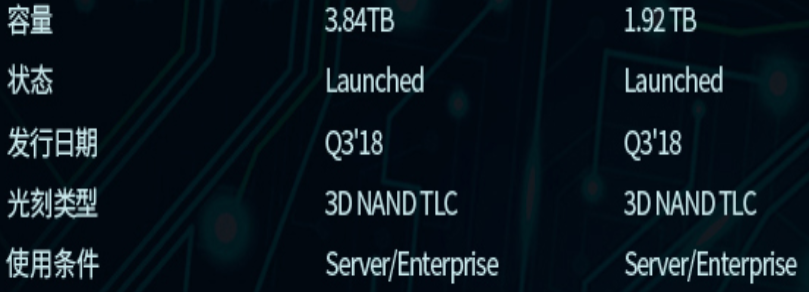 容量 3.84TB 1.92 TB
状态 Launched Launched
发行日期 Q3'18 Q3'18
光刻类型 3D NAND TLC 3D NAND TLC
使用条件 Server/Enterprise Server/Enterprise